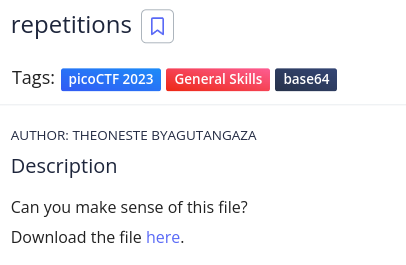 repetitions
Tags: picoCTF 2023 General Skills base64
AUTHOR: THEONESTE BYAGUTANGAZA
Description
Can you make sense of this file?
Download the file here.